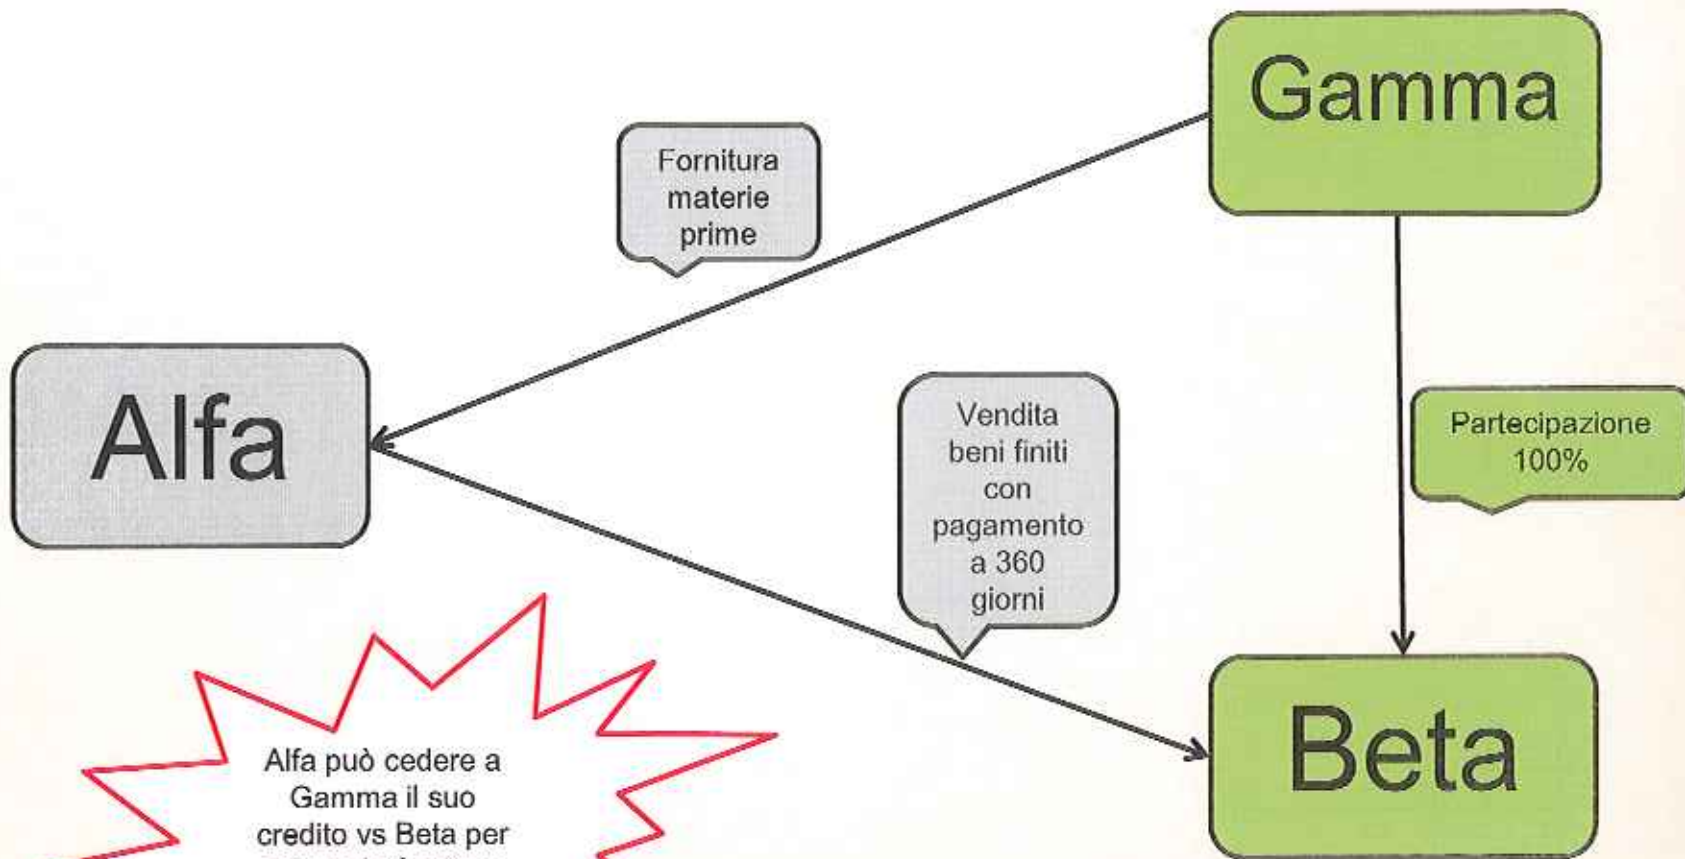 Gamma
Fornitura
materie
prime
Alfa
Vendita
beni finiti
con
pagamento
a 360
giorni
Partecipazione
100%
Beta
Alfa può cedere a
Gamma il suo
credito vs Beta per